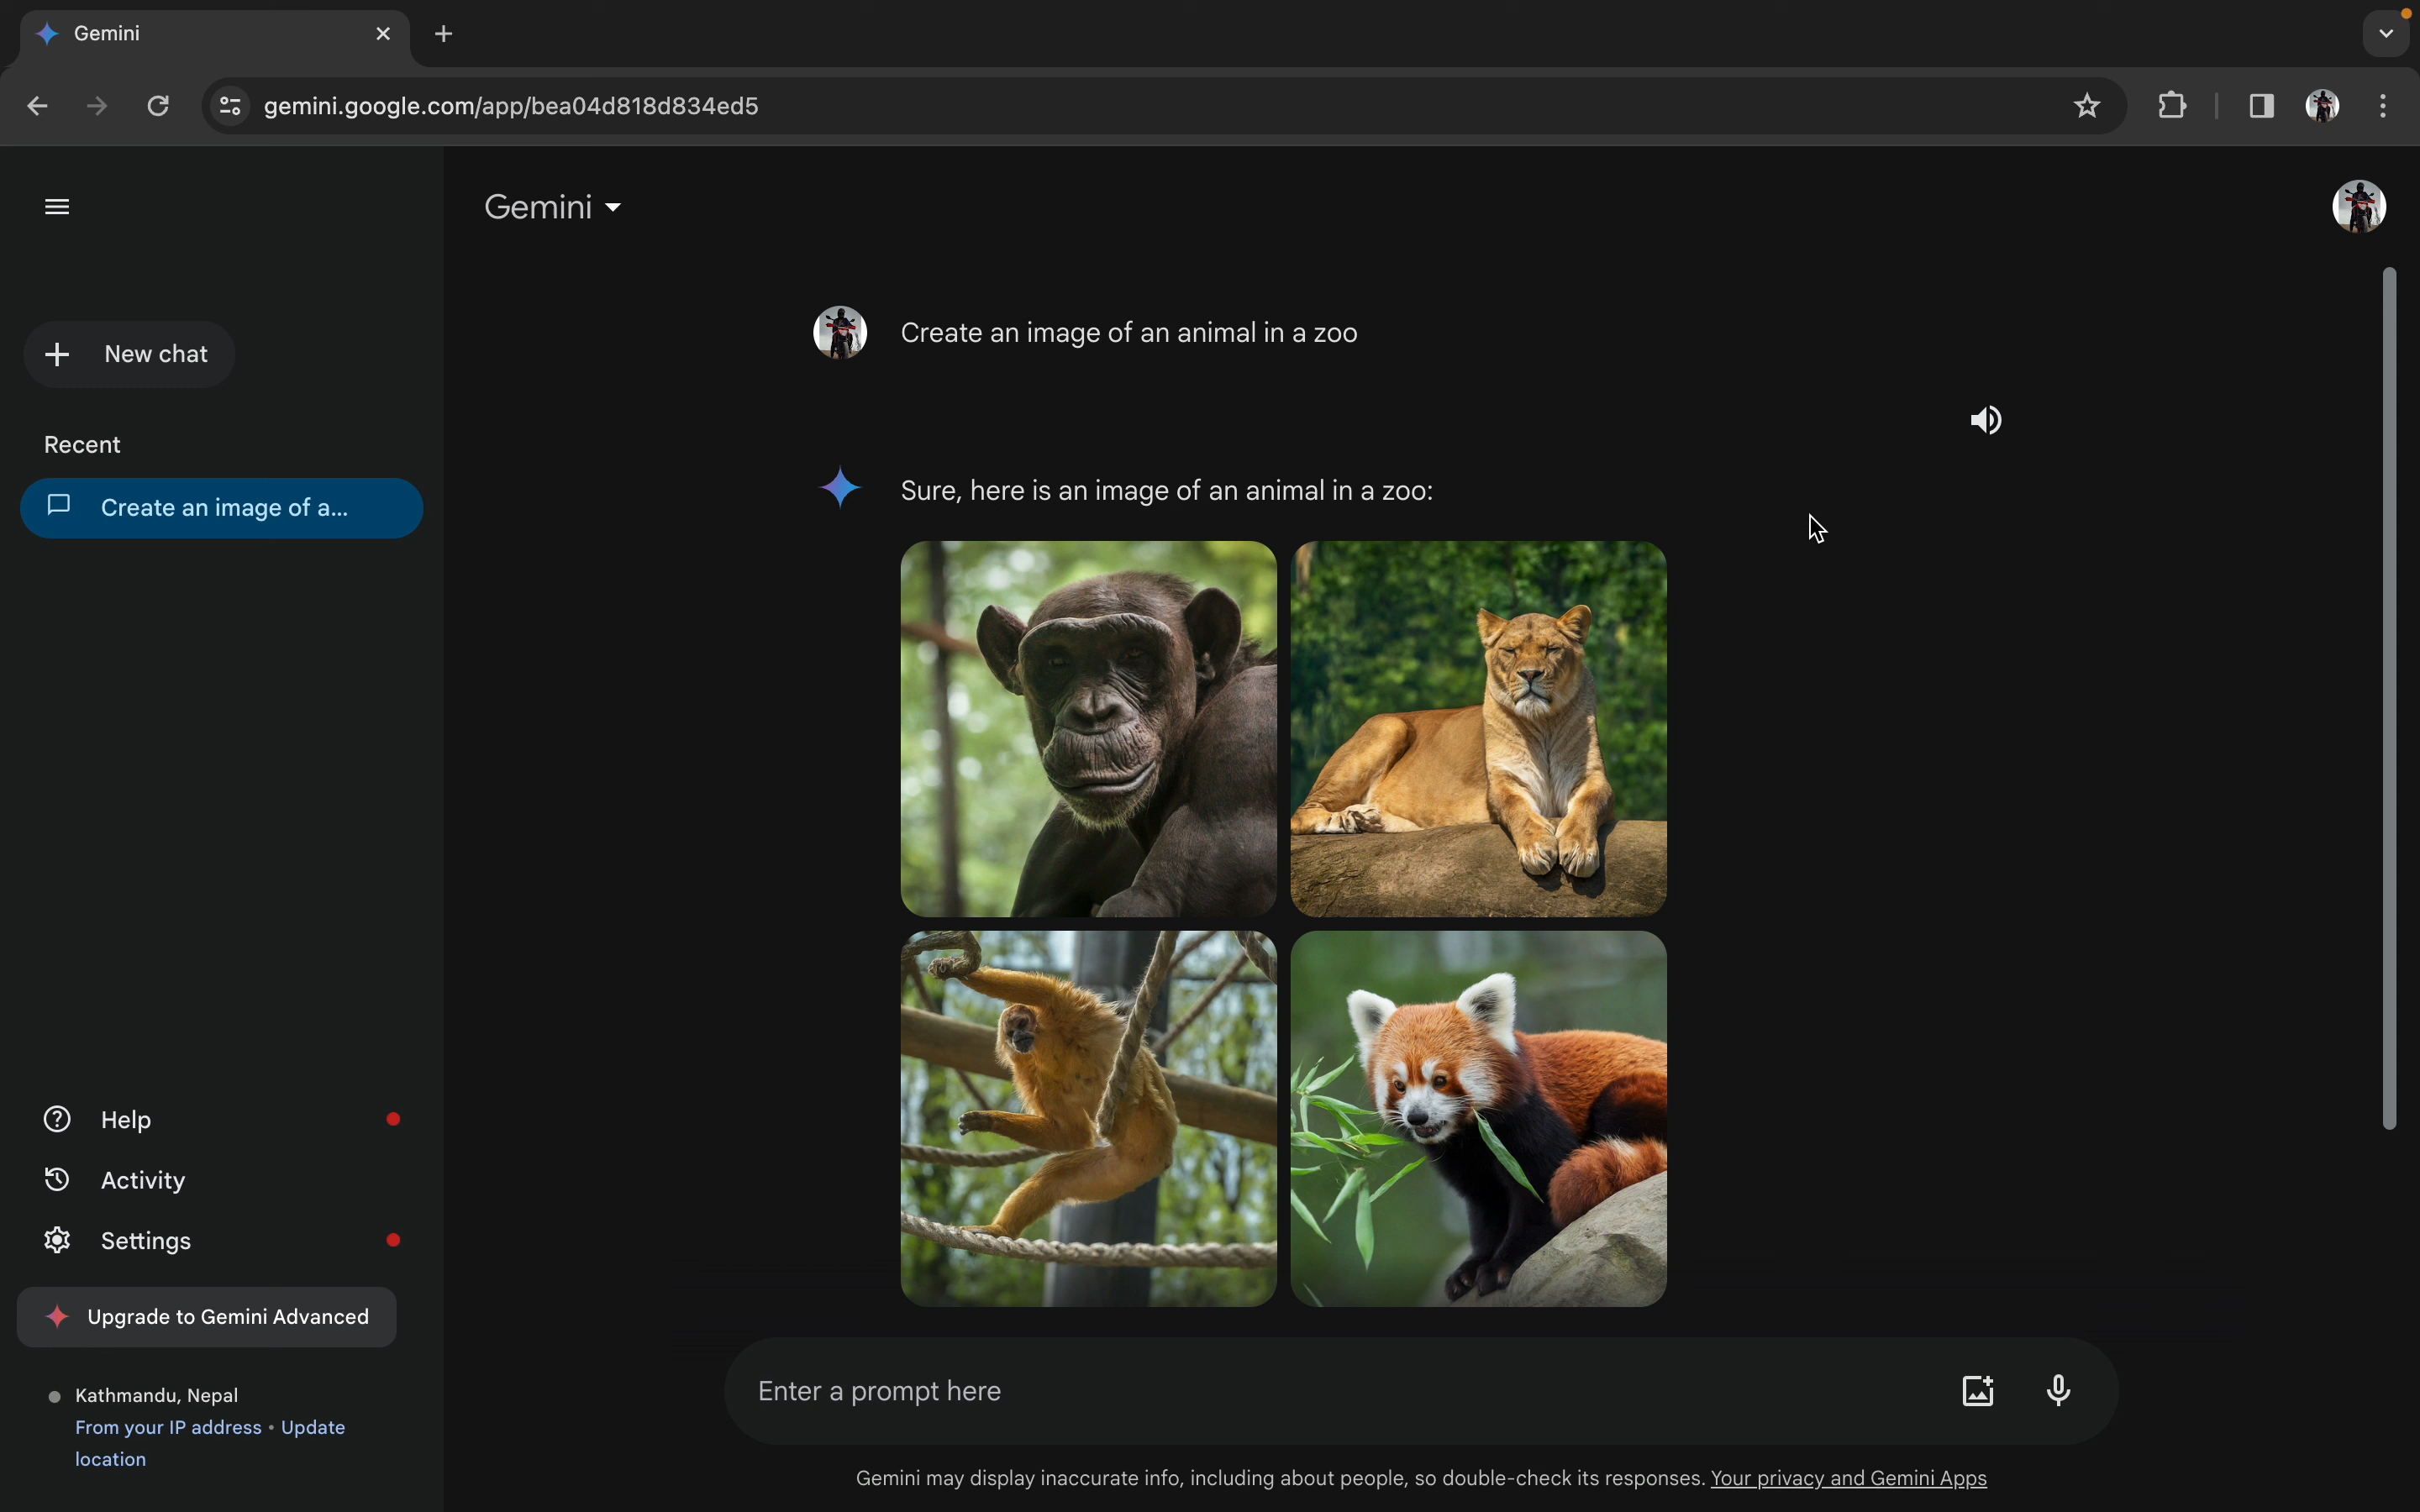 Gemini
gemini.google.com/app/bea04d818d834ed5
Gemini
New chat
Recent
Create an image of a...
Create an image of an animal in a zoo
Sure, here is an image of an animal in a zoo:
Help
Activity
Settings
Upgrade to Gemini Advanced
Kathmandu, Nepal
From your IP address • Update
location
Enter a prompt here
Gemini may display inaccurate info, including about people, so double-check its responses. Your privacy and Gemini Apps